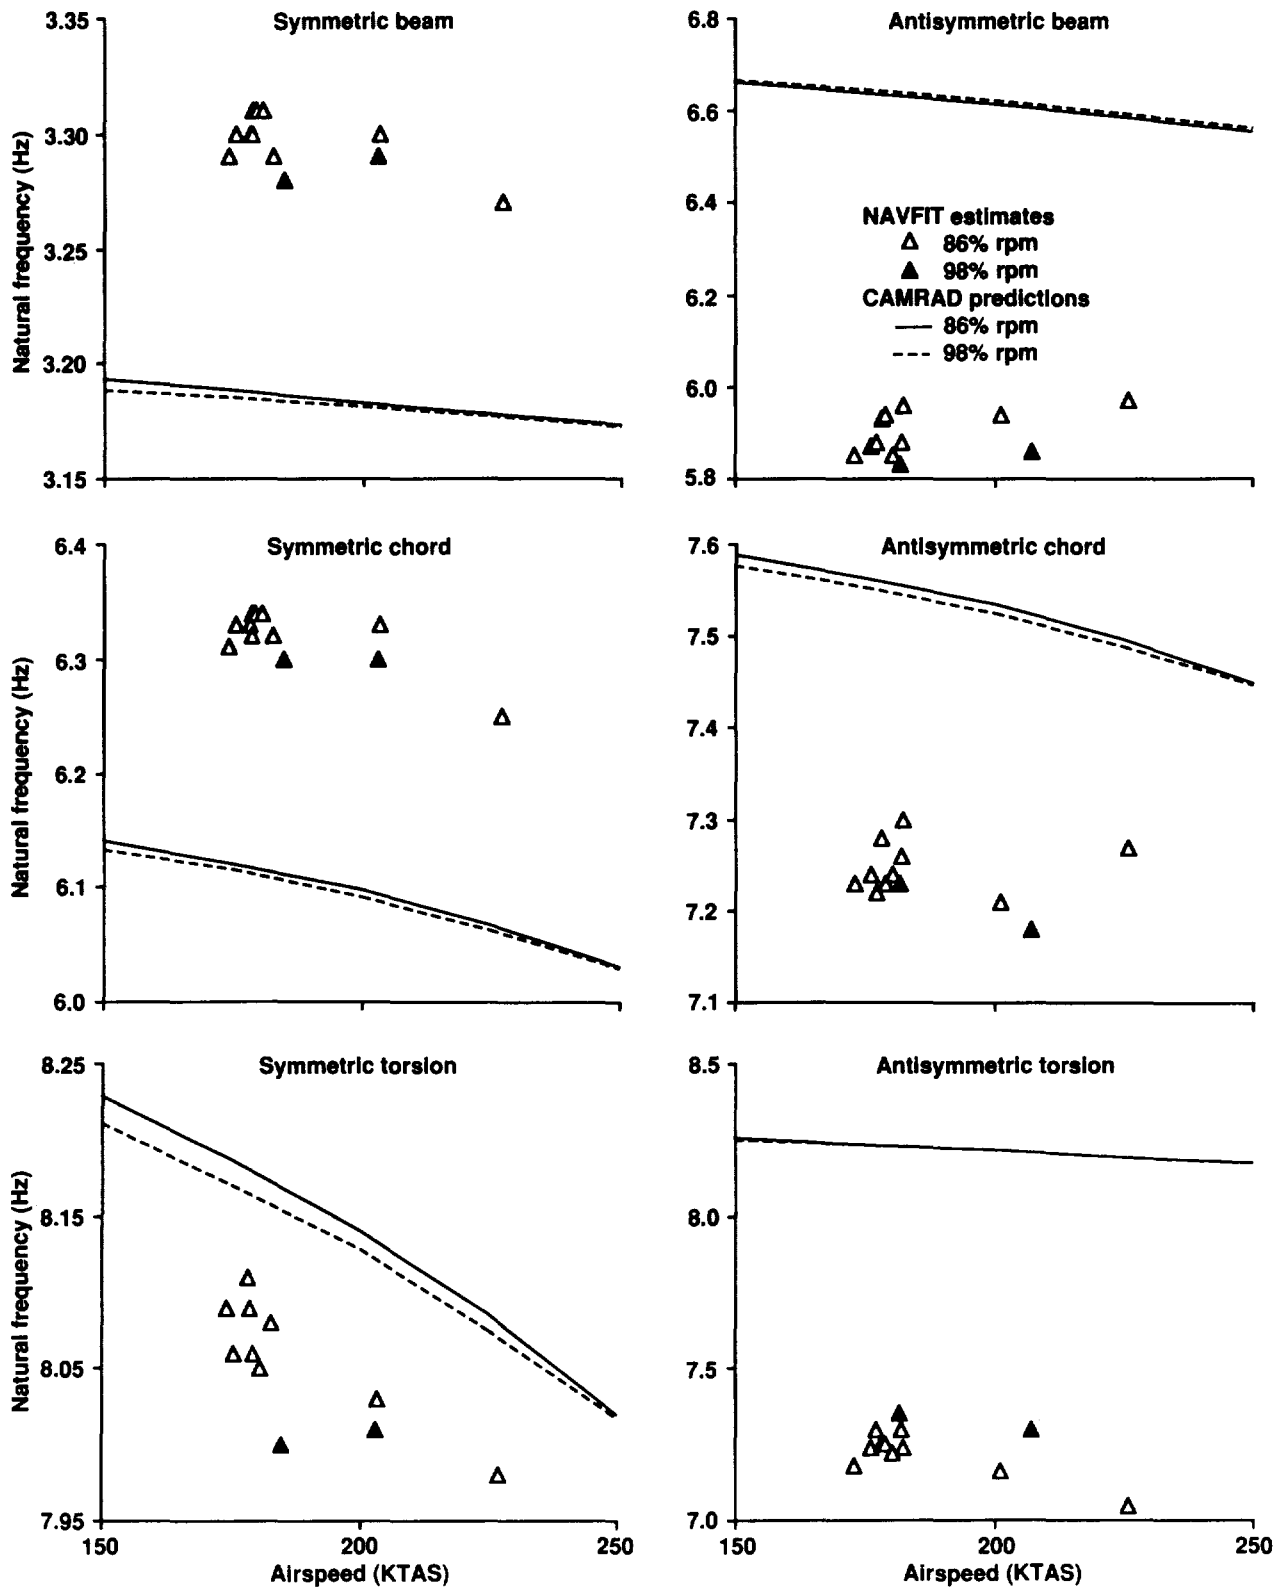 Symmetric beam
3.35
3.30
3.25
3.20
3.15
Natural frequency (Hz)
Antisymmetric beam
6.8
6.6
6.4
6.2
6.0
5.8
NAVFIT estimates
86% rpm
98% rpm
CAMRAD predictions
86% rpm
98% rpm
Symmetric chord
6.4
6.3
6.2
6.1
6.0
Natural frequency (Hz)
Antisymmetric chord
7.6
7.5
7.4
7.3
7.2
7.1
Symmetric torsion
8.25
8.15
8.05
7.95
Natural frequency (Hz)
150 200 250
Airspeed (KTAS)
Antisymmetric torsion
8.5
8.0
7.5
7.0
150 200 250
Airspeed (KTAS)